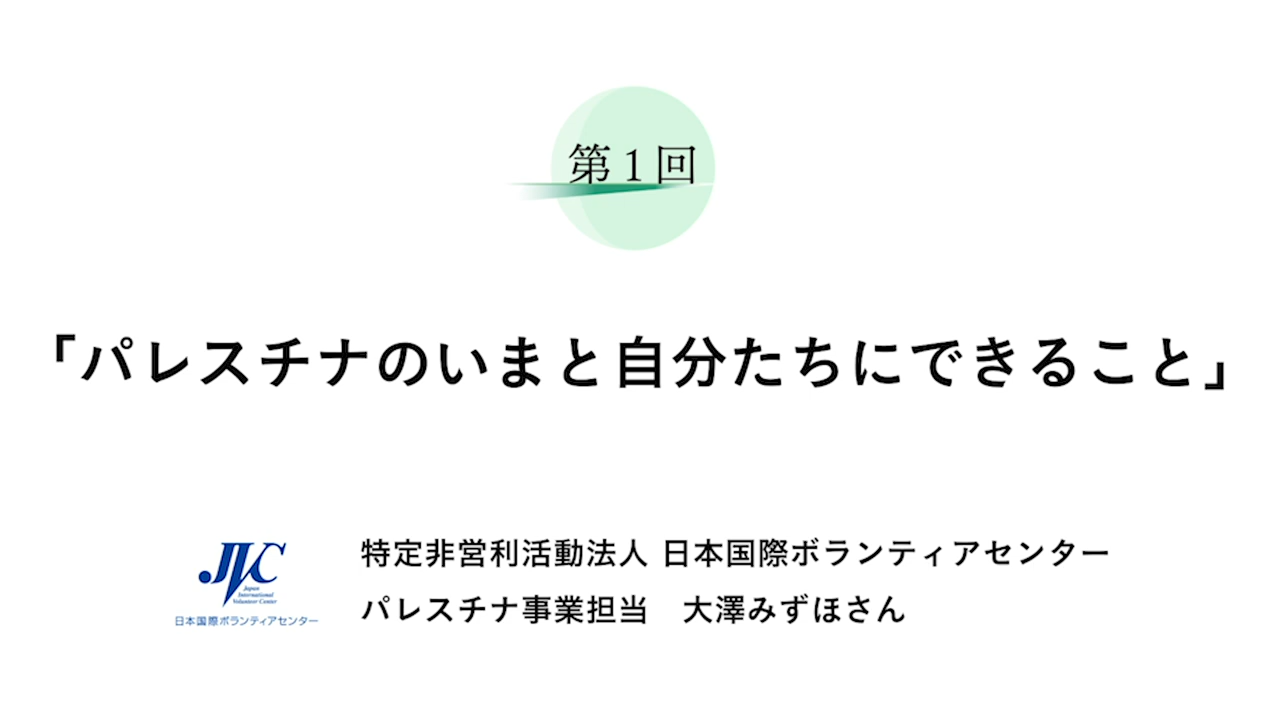 第1回
「パレスチナのいまと自分たちにできること」
JVC
Japan
International
Volunteer Center
日本国際ボランティアセンター
特定非営利活動法人 日本国際ボランティアセンター
パレスチナ事業担当　大澤みずほさん